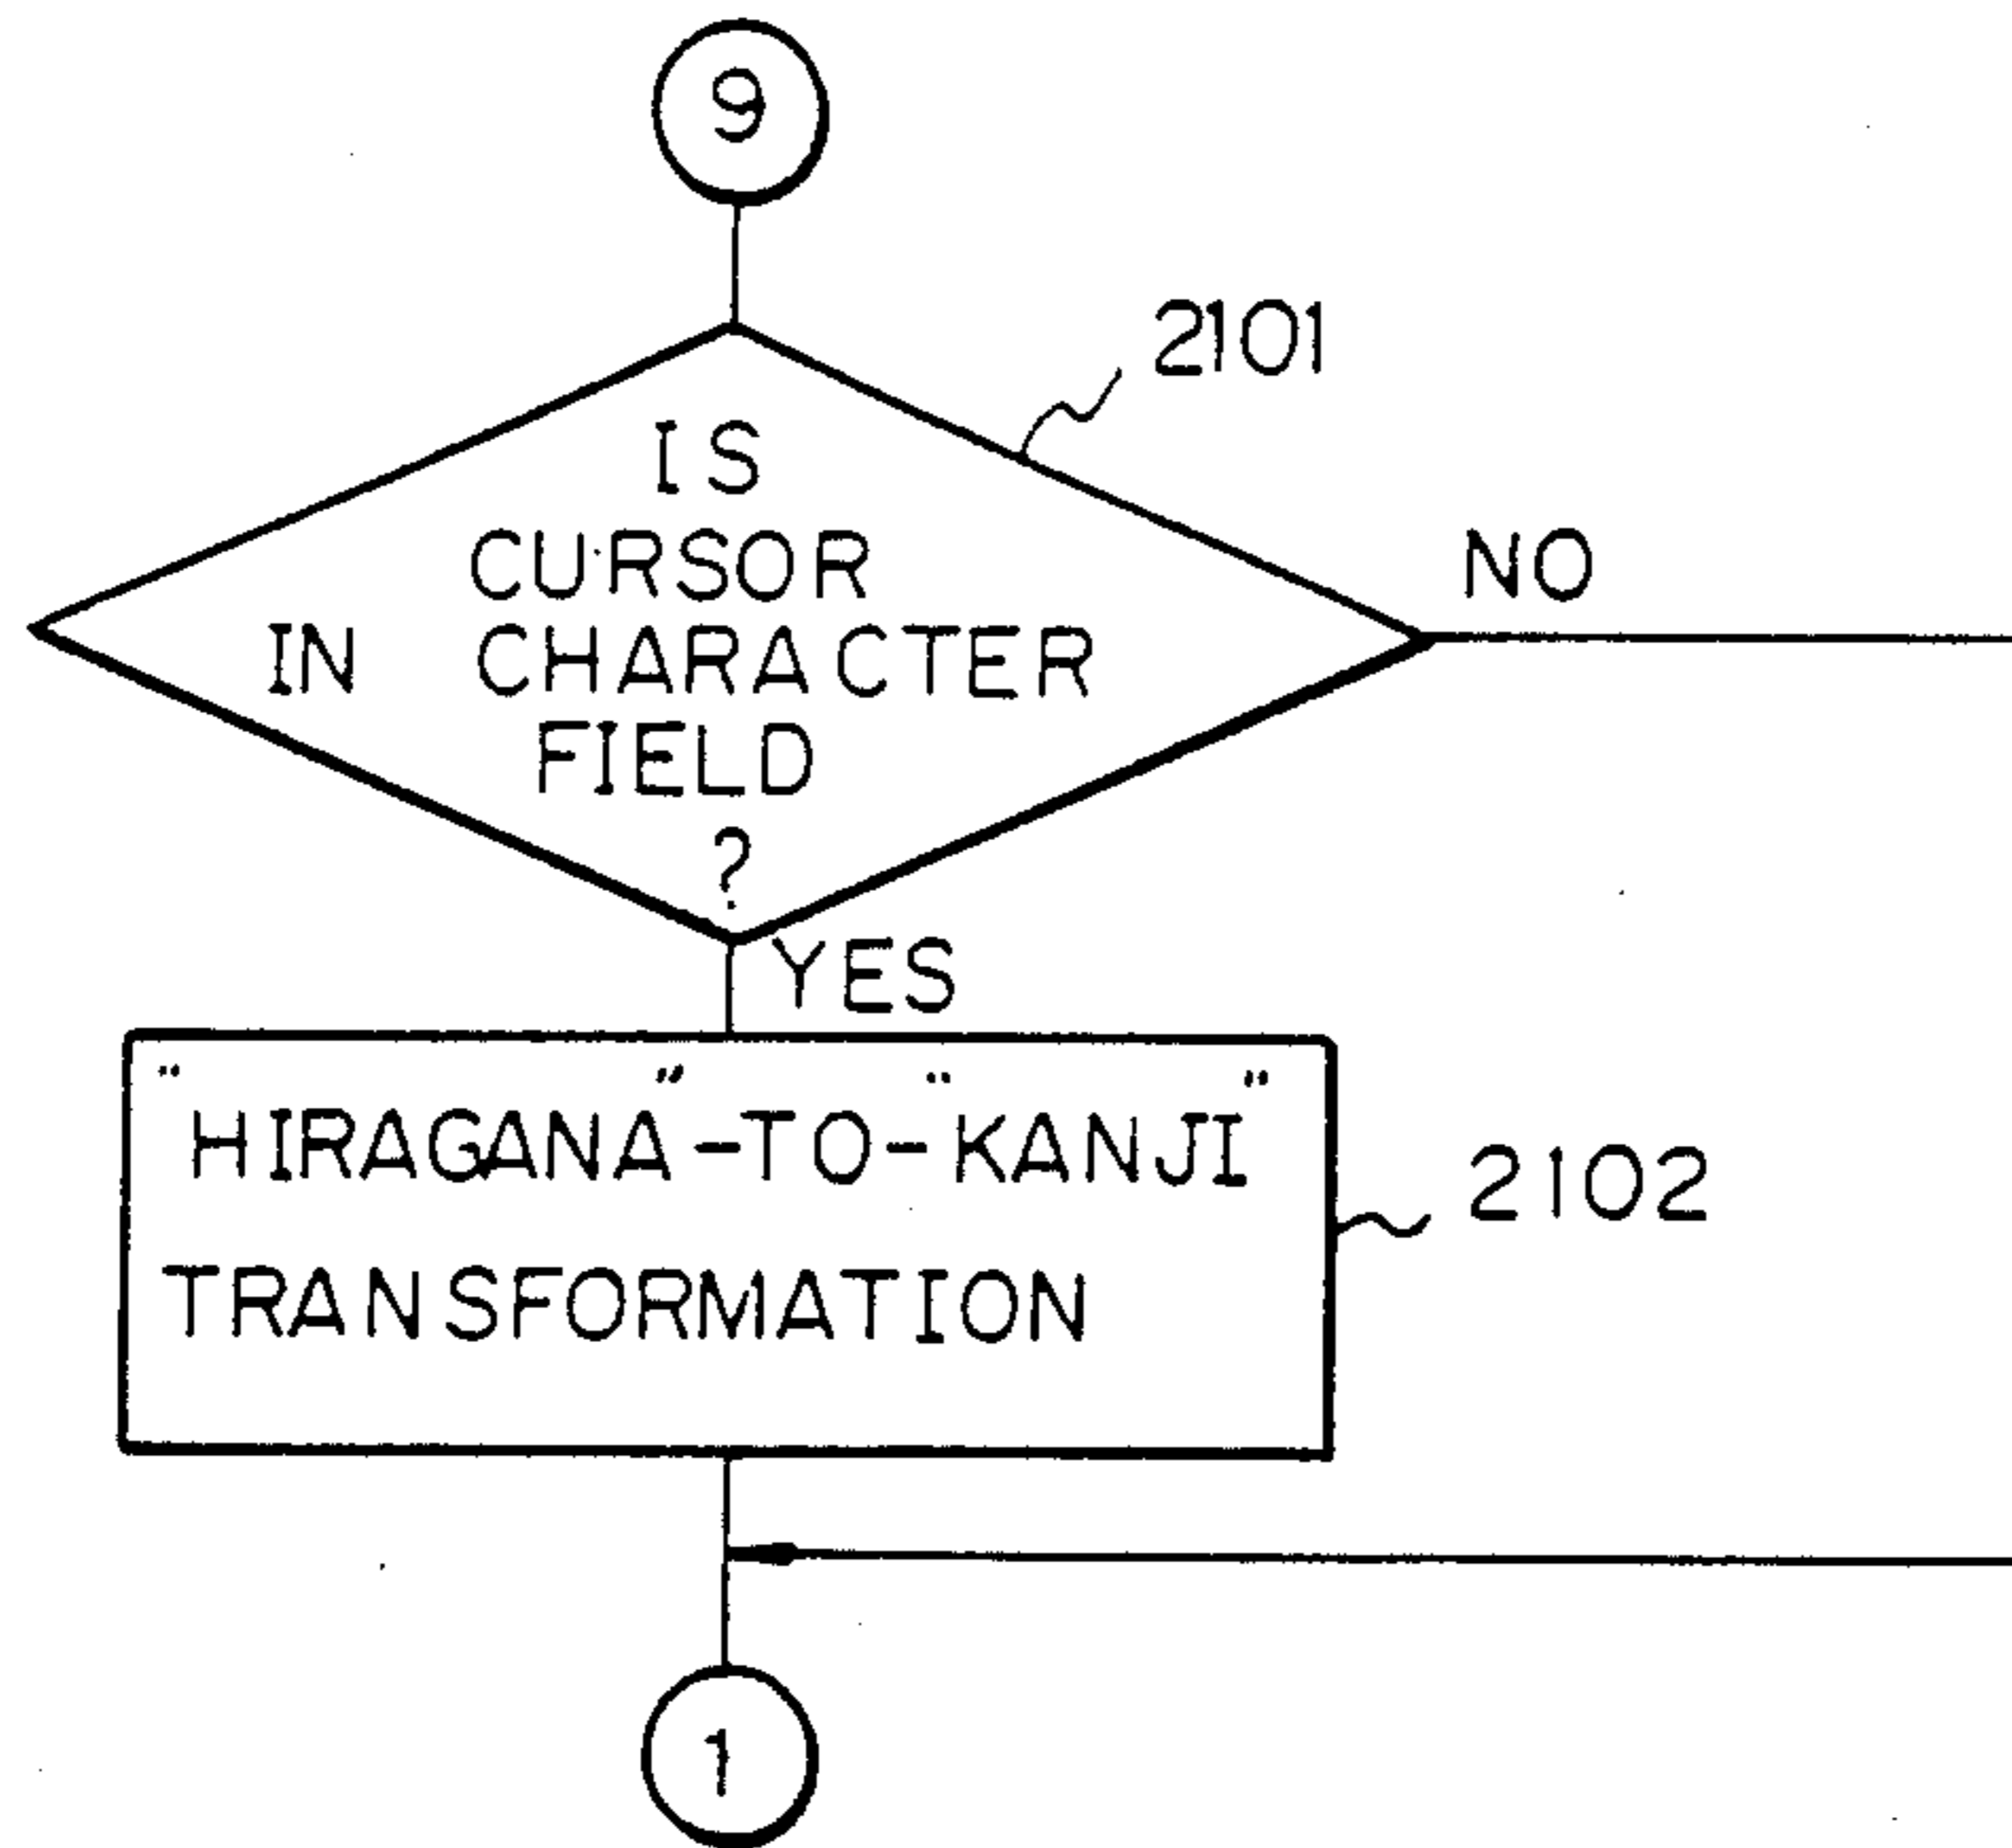 9
2101
IS
CURSOR
IN CHARACTER
FIELD
?
NO
YES
"HIRAGANA"-TO-"KANJI"
TRANSFORMATION
2102
1